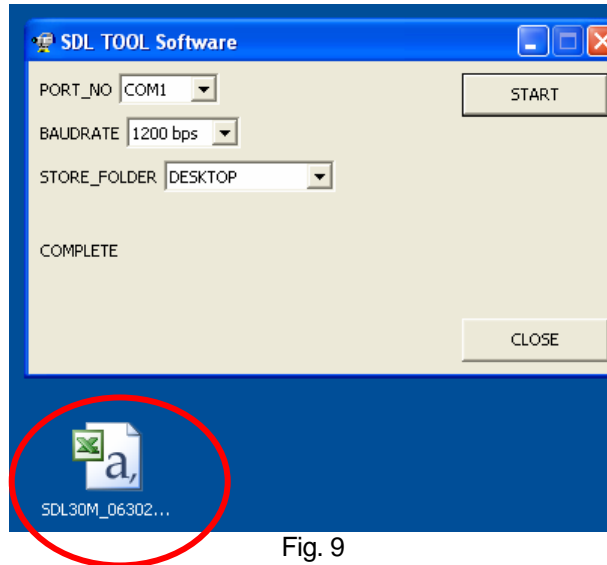 SDL TOOL Software
PORT_NO COM1
START
BAUDRATE 1200 bps
STORE_FOLDER DESKTOP
COMPLETE
CLOSE
a,
SDL30M_06302...
Fig. 9